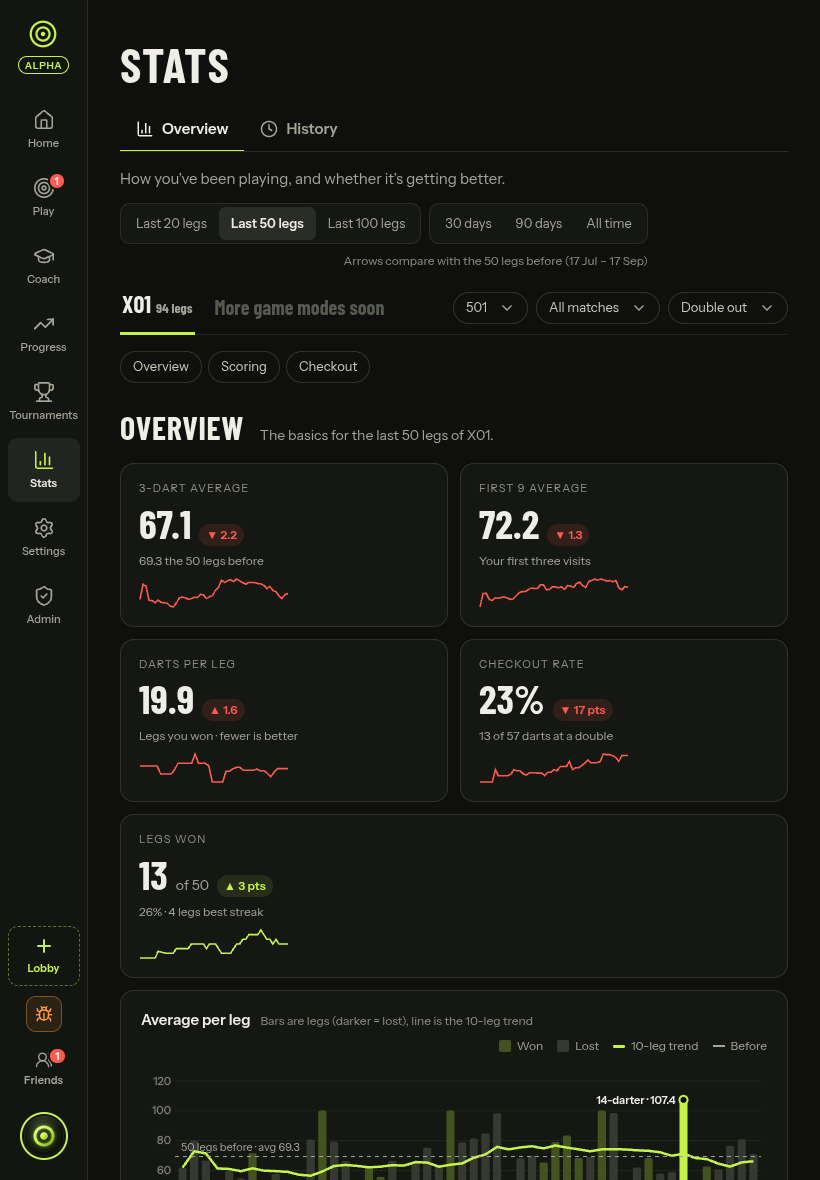 ALPHA
Home
1
Play
Coach
Progress
Tournaments
Stats
Settings
Admin
Lobby
1
Friends
STATS
Overview History
How you've been playing, and whether it's getting better.
Last 20 legs Last 50 legs Last 100 legs 30 days 90 days All time
Arrows compare with the 50 legs before (17 Jul – 17 Sep)
X01 94 legs More game modes soon 501 All matches Double out
Overview Scoring Checkout
OVERVIEW The basics for the last 50 legs of X01.
3-DART AVERAGE
67.1 ▼ 2.2
69.3 the 50 legs before
FIRST 9 AVERAGE
72.2 ▼ 1.3
Your first three visits
DARTS PER LEG
19.9 ▲ 1.6
Legs you won · fewer is better
CHECKOUT RATE
23% ▼ 17 pts
13 of 57 darts at a double
LEGS WON
13 of 50 ▲ 3 pts
26% · 4 legs best streak
Average per leg Bars are legs (darker = lost), line is the 10-leg trend
Won Lost 10-leg trend Before
120
100
14-darter · 107.4
80
50 legs before · avg 69.3
60